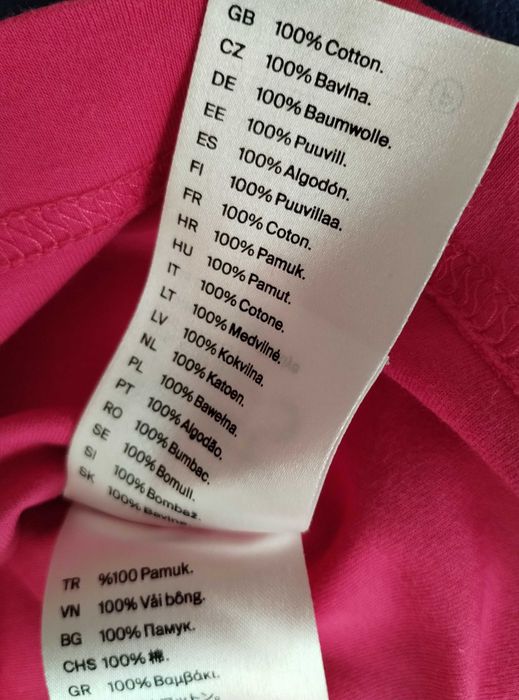 GB 100% Cotton.
CZ 100% Bavlna.
DE 100% Baumwolle.
EE 100% Puuvill.
ES 100% Algodón.
FI 100% Puuvillaa.
FR 100% Coton.
HR 100% Pamuk.
HU 100% Pamut.
IT 100% Cotone.
LT 100% Medvilnė.
LV 100% Kokvilna.
NL 100% Katoen.
PL 100% Bawełna.
PT 100% Algodão.
RO 100% Bumbac.
SE 100% Bomull.
SI 100% Bombaž.
SK 100% Bavlna
TR %100 Pamuk.
VN 100% Vải bông.
BG 100% Памук.
CHS 100% 棉.
GR 100% Βαμβάκι.